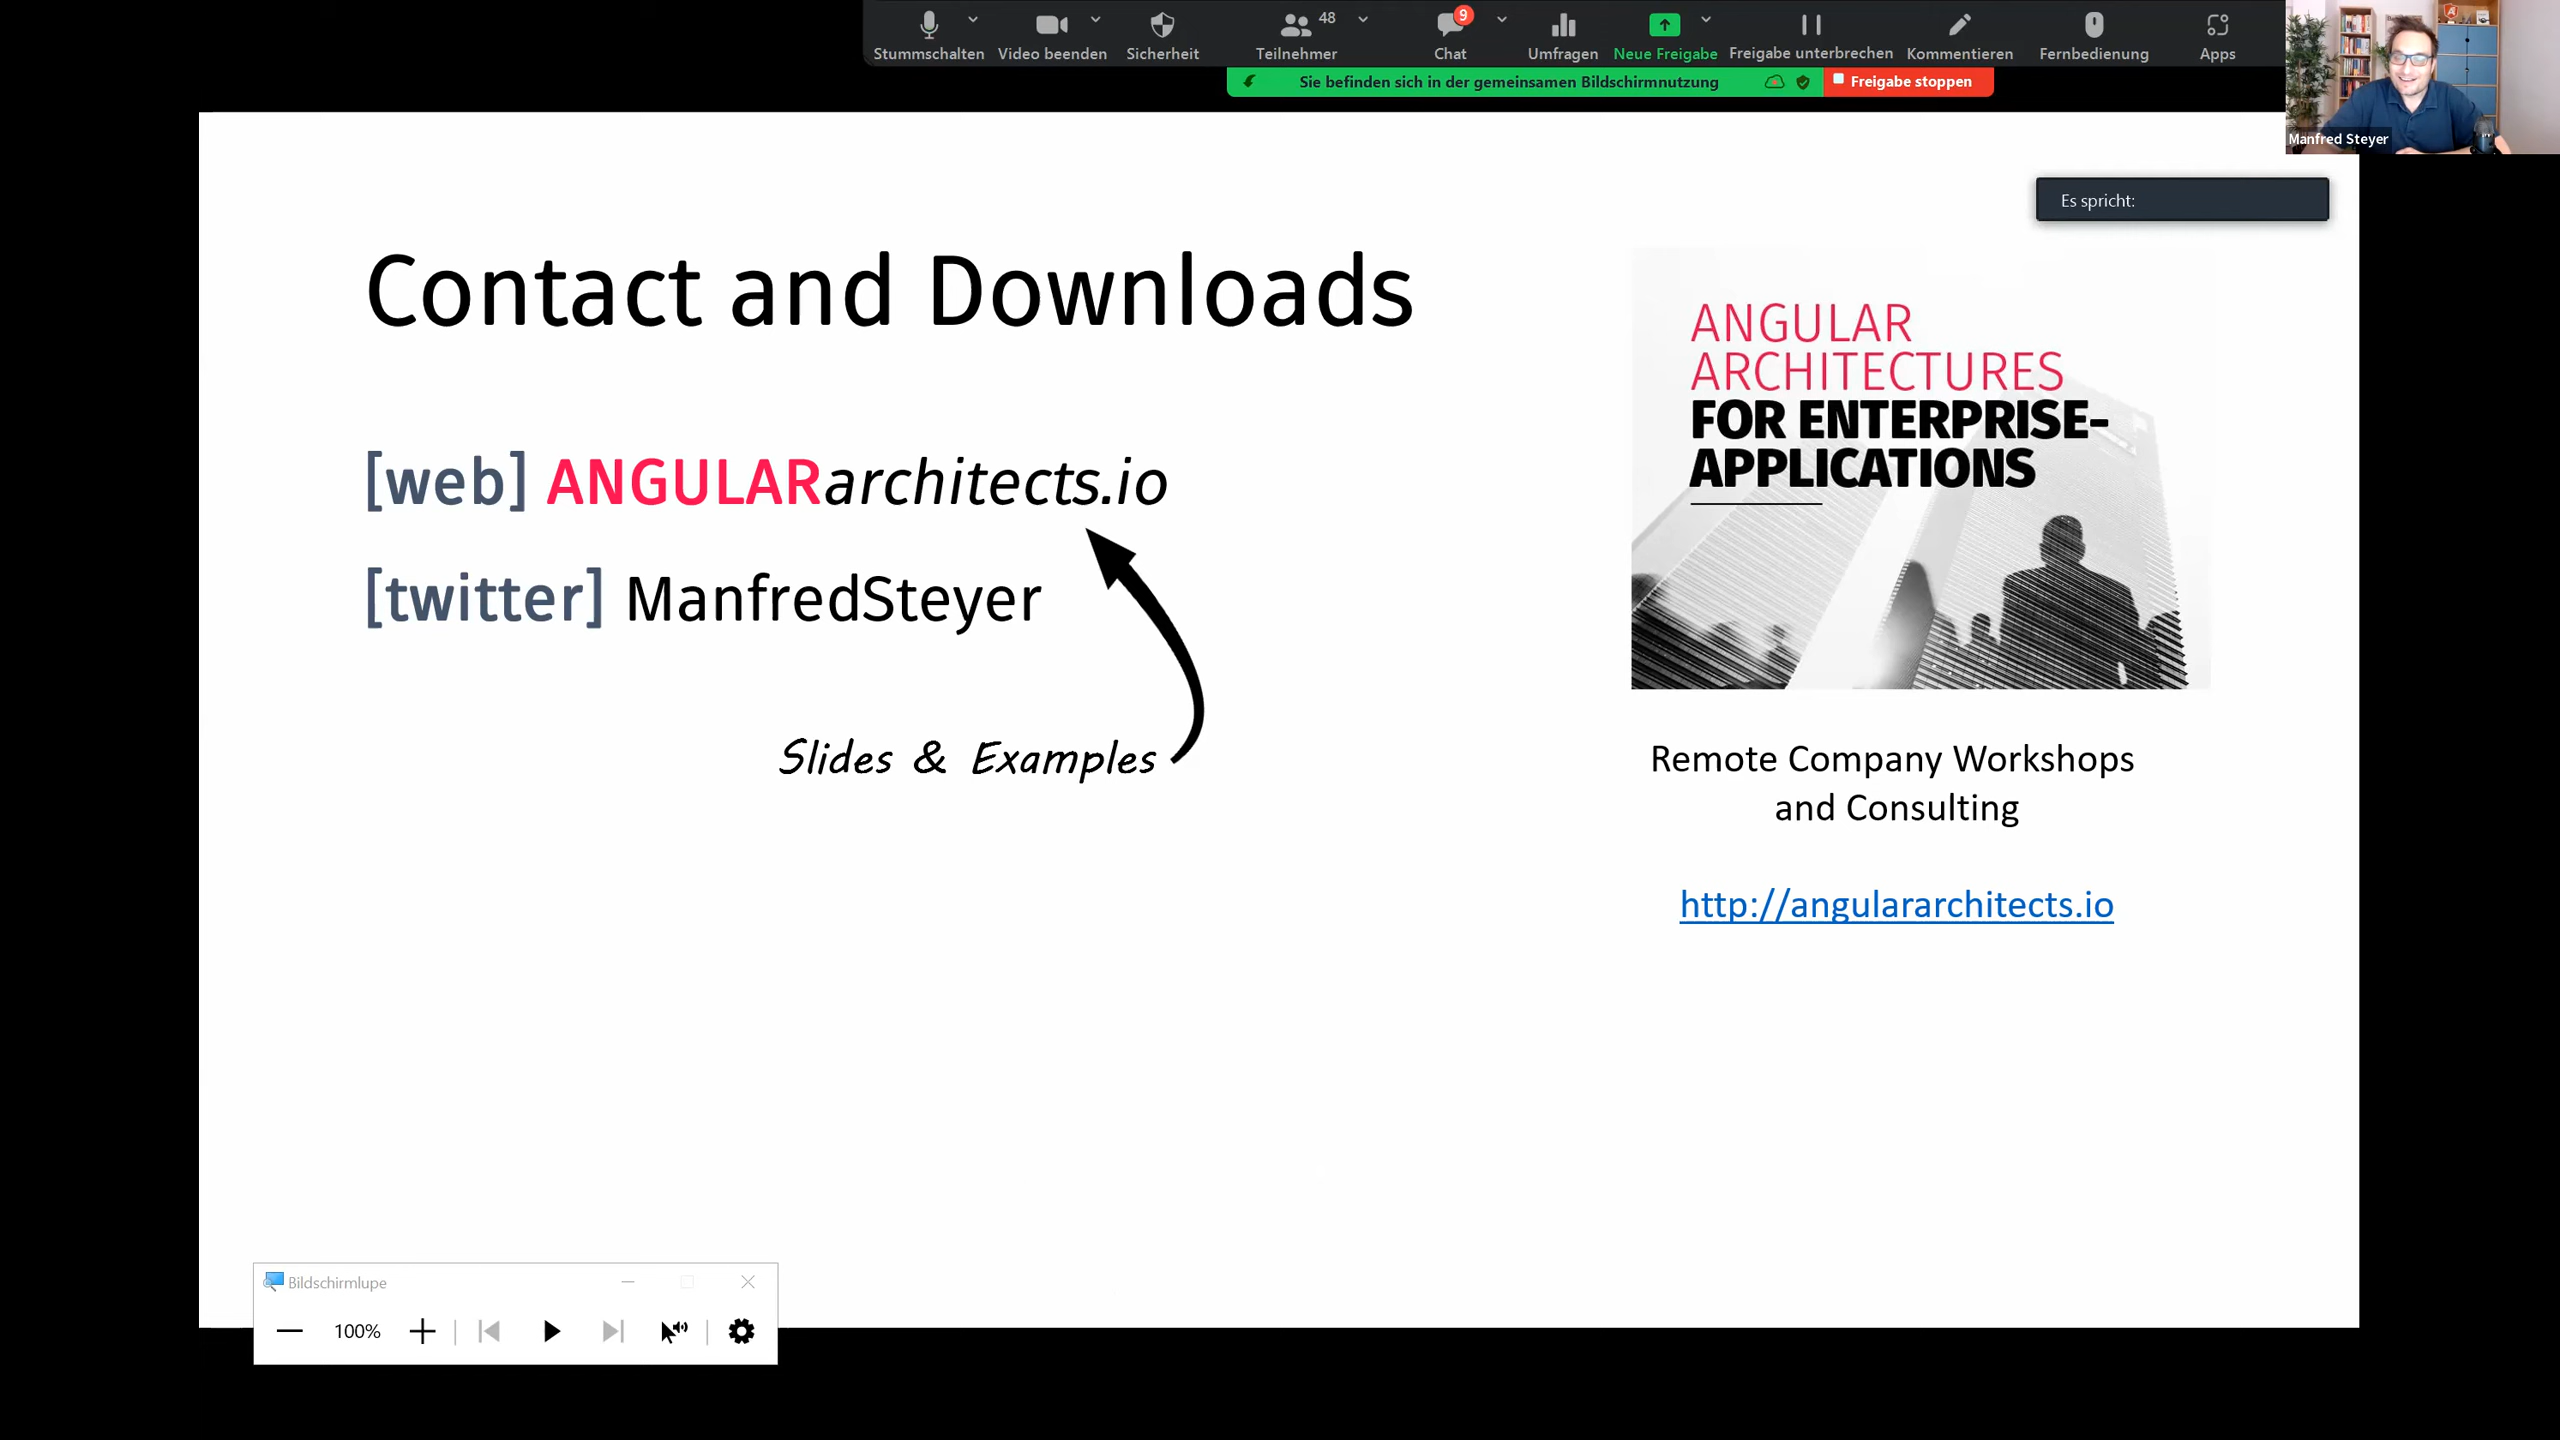 Stummschalten
Video beenden
Sicherheit
Teilnehmer
48
Chat
9
Umfragen
Neue Freigabe
Freigabe unterbrechen
Kommentieren
Fernbedienung
Apps
Sie befinden sich in der gemeinsamen Bildschirmnutzung
Freigabe stoppen
Manfred Steyer
Es spricht:
Contact and Downloads
[web] ANGULARarchitects.io
[twitter] ManfredSteyer
Slides & Examples
ANGULAR
ARCHITECTURES
FOR ENTERPRISE-
APPLICATIONS
Remote Company Workshops
and Consulting
http://angulararchitects.io
Bildschirmlupe
100%